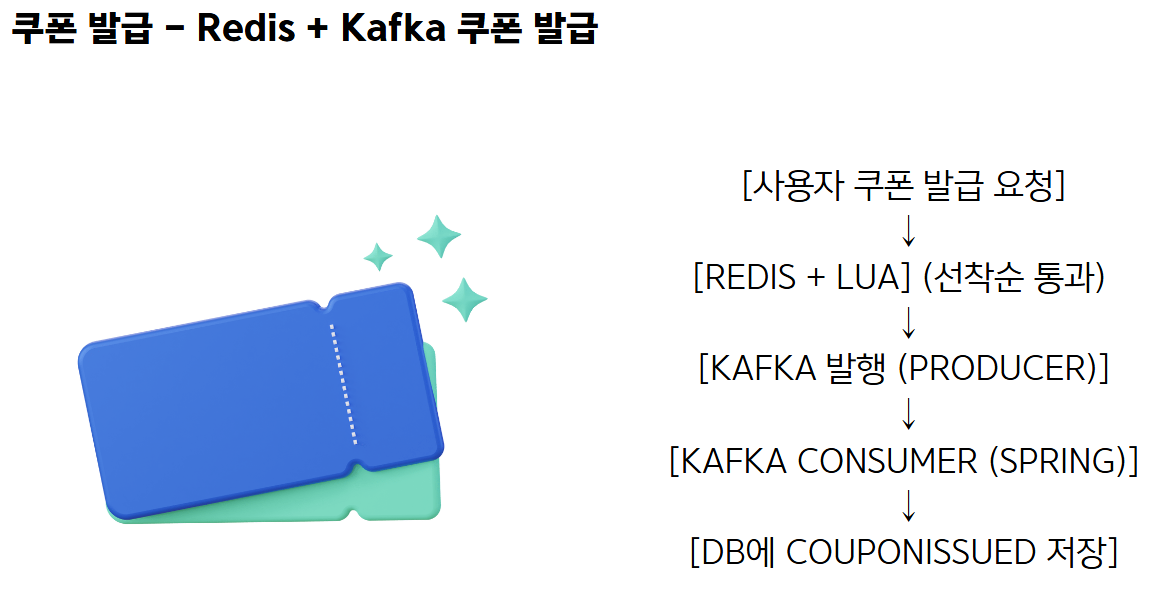 쿠폰 발급 – Redis + Kafka 쿠폰 발급
[사용자 쿠폰 발급 요청]
↓
[REDIS + LUA] (선착순 통과)
↓
[KAFKA 발행 (PRODUCER)]
↓
[KAFKA CONSUMER (SPRING)]
↓
[DB에 COUPONISSUED 저장]